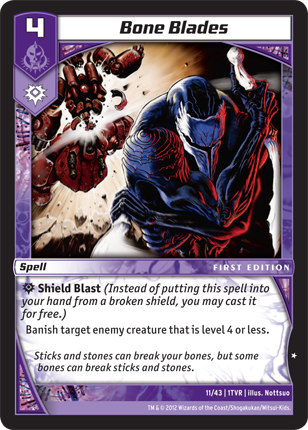 4
Bone Blades
Spell
FIRST EDITION
Shield Blast (Instead of putting this spell into
your hand from a broken shield, you may cast it
for free.)
Banish target enemy creature that is level 4 or less.
Sticks and stones can break your bones, but some
bones can break sticks and stones.
11/43 | 1TVR | illus. Nottsuo
TM & © 2012 Wizards of the Coast/Shogakukan/Mitsui-Kids.